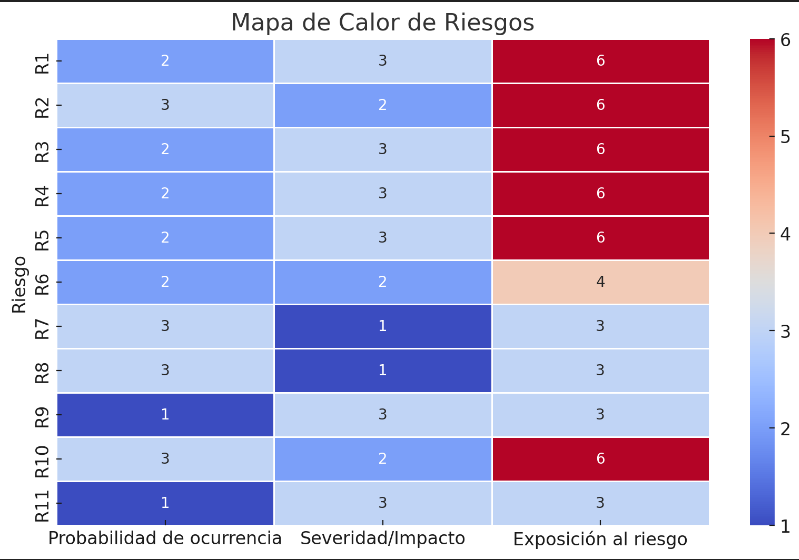 Mapa de Calor de Riesgos
R1 2 3 6
R2 3 2 6
R3 2 3 6
R4 2 3 6
R5 2 3 6
R6 2 2 4
R7 3 1 3
R8 3 1 3
R9 1 3 3
R10 3 2 6
R11 1 3 3
Riesgo
Probabilidad de ocurrencia Severidad/Impacto Exposición al riesgo
6
5
4
3
2
1